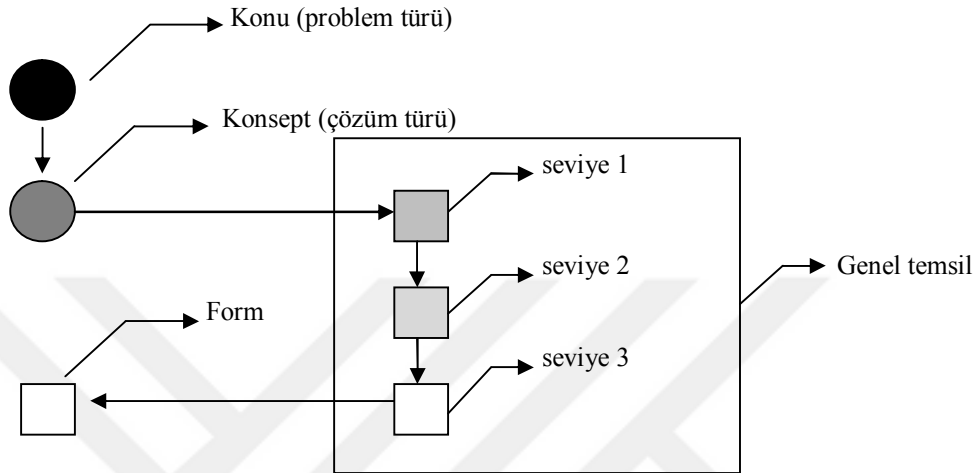 Konu (problem türü)
Konsept (çözüm türü)
seviye 1
seviye 2
Genel temsil
Form
seviye 3